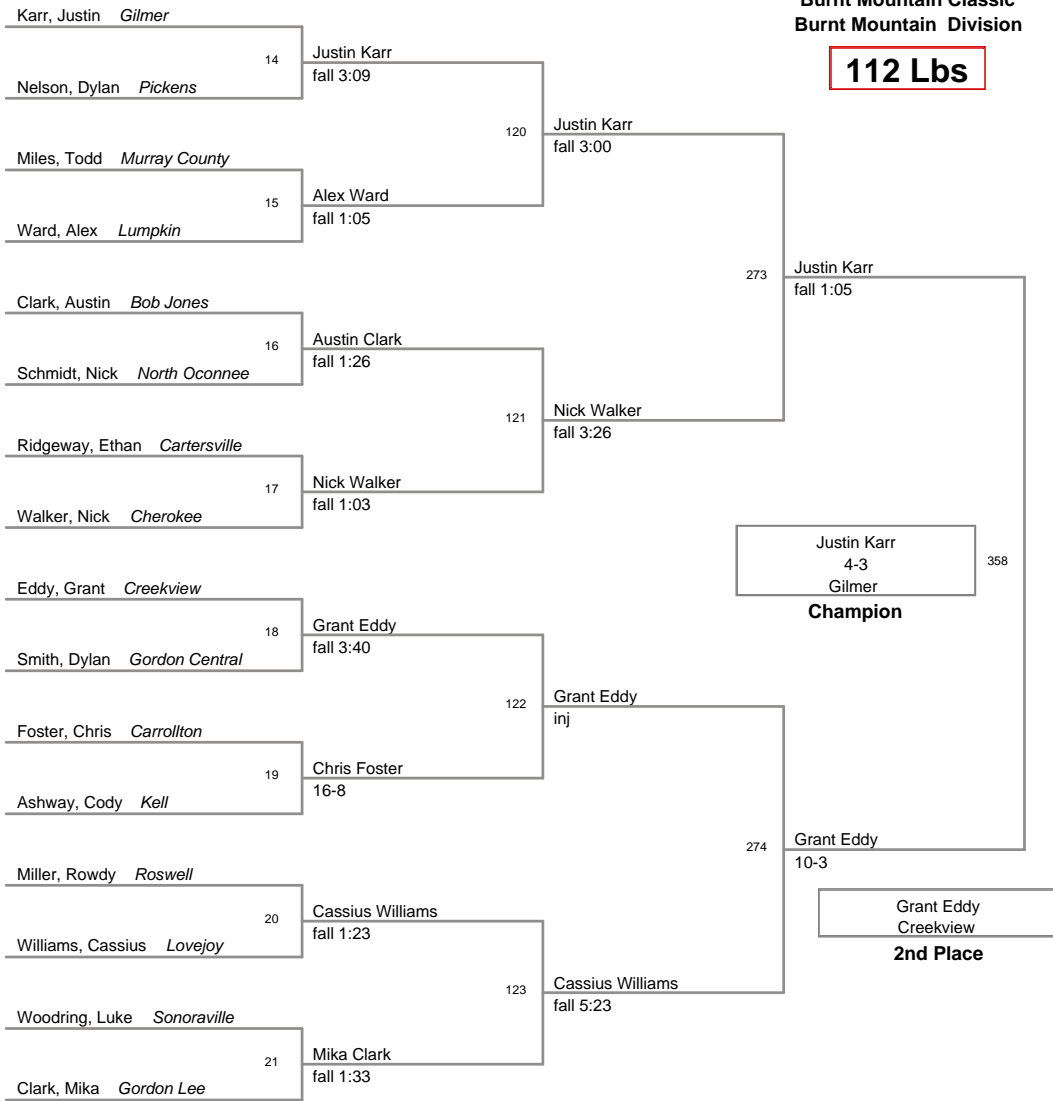 Burnt Mountain Classic
Burnt Mountain Division
112 Lbs
Karr, Justin Gilmer
14
Justin Karr
fall 3:09
Nelson, Dylan Pickens
120
Justin Karr
fall 3:00
Miles, Todd Murray County
15
Alex Ward
fall 1:05
Ward, Alex Lumpkin
273
Justin Karr
fall 1:05
Clark, Austin Bob Jones
16
Austin Clark
fall 1:26
Schmidt, Nick North Oconnee
121
Nick Walker
fall 3:26
Ridgeway, Ethan Cartersville
17
Nick Walker
fall 1:03
Walker, Nick Cherokee
Justin Karr
4-3
Gilmer
Champion
358
Eddy, Grant Creekview
18
Grant Eddy
fall 3:40
Smith, Dylan Gordon Central
122
Grant Eddy
inj
Foster, Chris Carrollton
19
Chris Foster
16-8
Ashway, Cody Kell
274
Grant Eddy
10-3
Miller, Rowdy Roswell
20
Cassius Williams
fall 1:23
Williams, Cassius Lovejoy
Grant Eddy
Creekview
2nd Place
123
Cassius Williams
fall 5:23
Woodring, Luke Sonoraville
21
Mika Clark
fall 1:33
Clark, Mika Gordon Lee